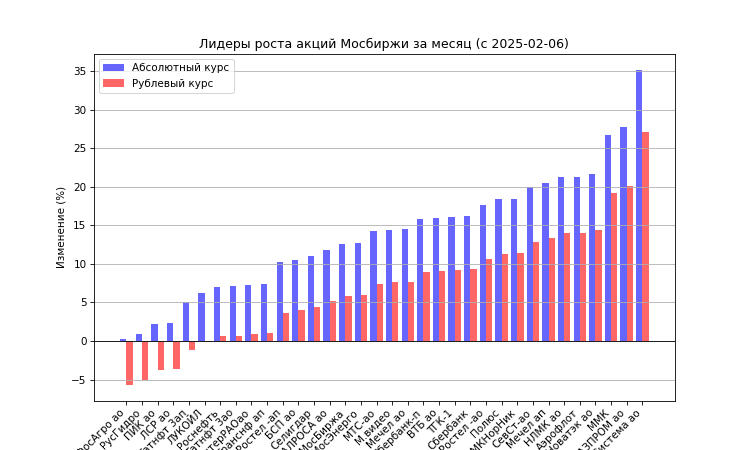 Лидеры роста акций Мосбиржи за месяц (с 2025-02-06)
Абсолютный курс
Рублевый курс
Изменение (%)
35
30
25
20
15
10
5
0
−5
РусГидро
ПИК ао
ЛСР ао
ЛУКОЙЛ
Роснефть
Ростел -ап
БСП ао
Селигдар
АЛРОСА ао
МосБиржа
МосЭнерго
МТС-ао
М.видео
Мечел ао
ВТБ ао
ТГК-1
Сбербанк
Ростел -ао
Полюс
СевСт-ао
Мечел ап
НЛМК ао
Аэрофлот
ММК